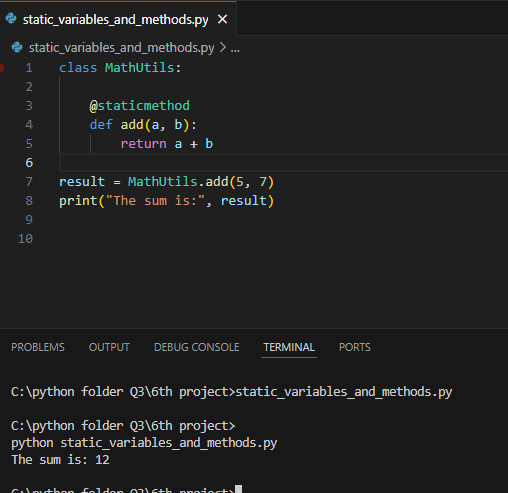 static_variables_and_methods.py ×
static_variables_and_methods.py > ...
1 class MathUtils:
2
3     @staticmethod
4     def add(a, b):
5         return a + b
6
7 result = MathUtils.add(5, 7)
8 print("The sum is:", result)
9
10
PROBLEMS OUTPUT DEBUG CONSOLE TERMINAL PORTS
C:\python folder Q3\6th project>static_variables_and_methods.py
C:\python folder Q3\6th project>
python static_variables_and_methods.py
The sum is: 12
C:\python folder Q3\6th project>